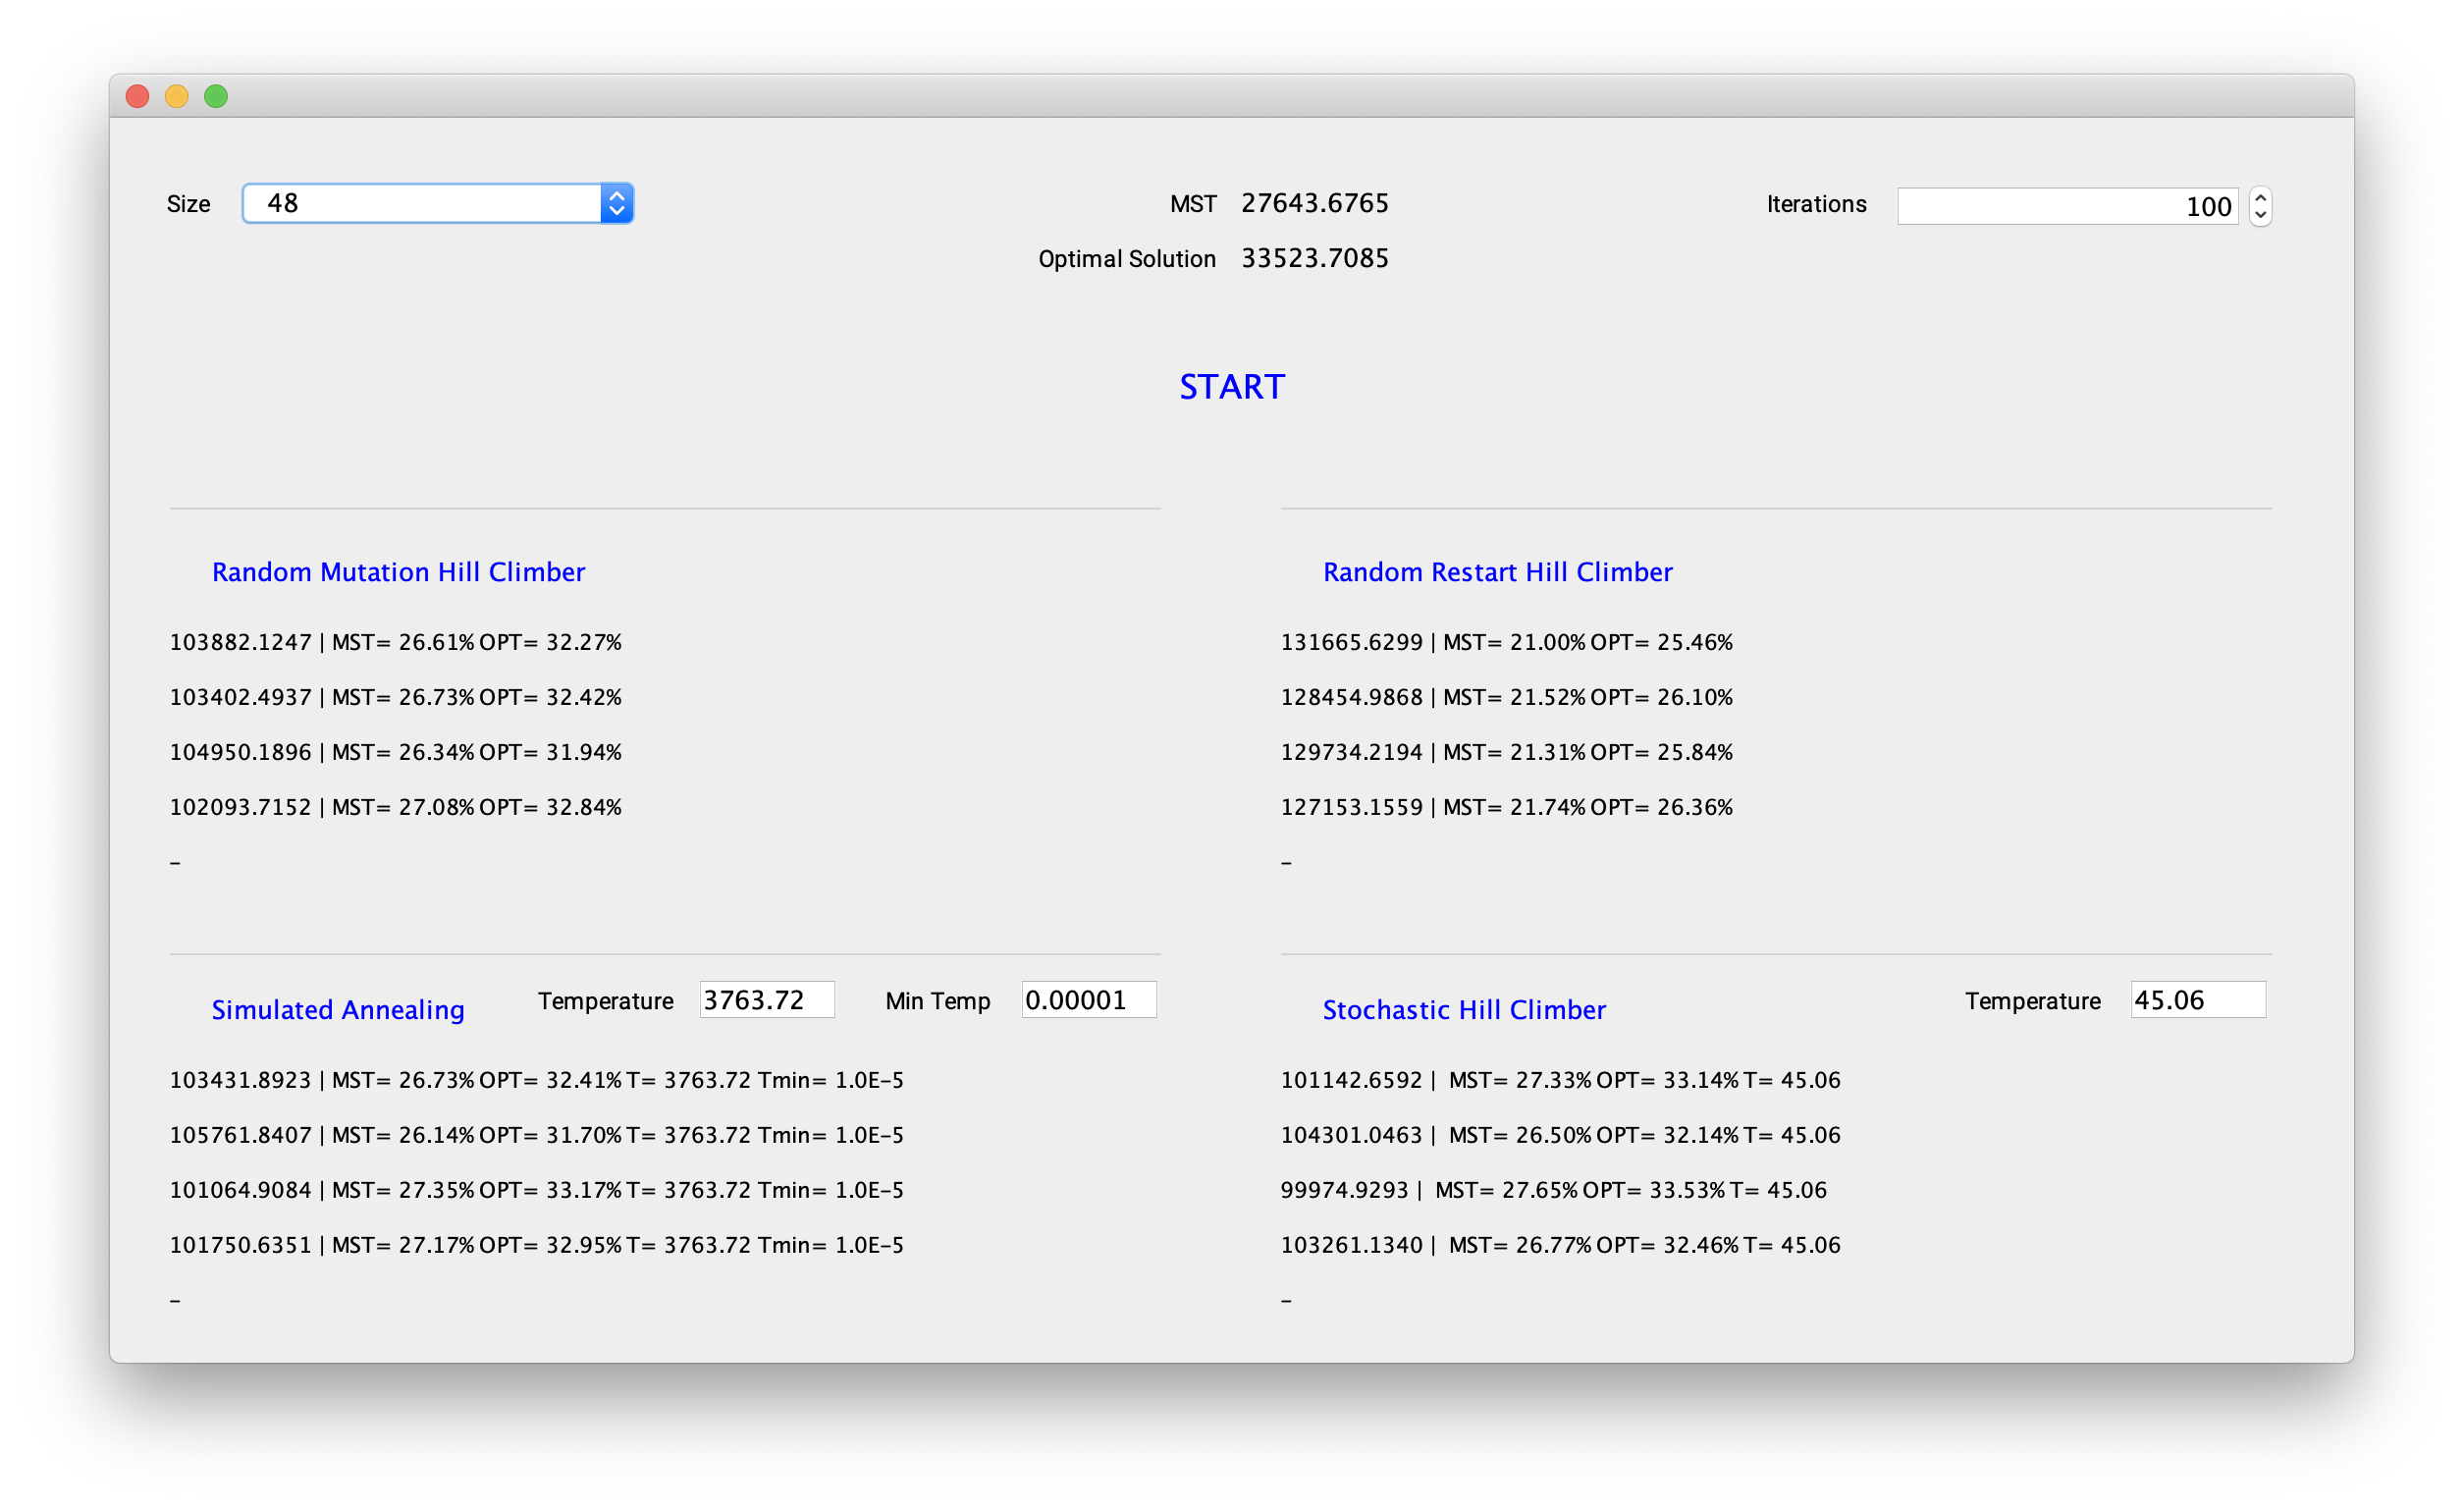 Size 48 MST 27643.6765 Iterations 100
Optimal Solution 33523.7085
START
Random Mutation Hill Climber
103882.1247 | MST= 26.61% OPT= 32.27%
103402.4937 | MST= 26.73% OPT= 32.42%
104950.1896 | MST= 26.34% OPT= 31.94%
102093.7152 | MST= 27.08% OPT= 32.84%
-
Random Restart Hill Climber
131665.6299 | MST= 21.00% OPT= 25.46%
128454.9868 | MST= 21.52% OPT= 26.10%
129734.2194 | MST= 21.31% OPT= 25.84%
127153.1559 | MST= 21.74% OPT= 26.36%
-
Simulated Annealing Temperature 3763.72 Min Temp 0.00001
103431.8923 | MST= 26.73% OPT= 32.41% T= 3763.72 Tmin= 1.0E-5
105761.8407 | MST= 26.14% OPT= 31.70% T= 3763.72 Tmin= 1.0E-5
101064.9084 | MST= 27.35% OPT= 33.17% T= 3763.72 Tmin= 1.0E-5
101750.6351 | MST= 27.17% OPT= 32.95% T= 3763.72 Tmin= 1.0E-5
-
Stochastic Hill Climber Temperature 45.06
101142.6592 | MST= 27.33% OPT= 33.14% T= 45.06
104301.0463 | MST= 26.50% OPT= 32.14% T= 45.06
99974.9293 | MST= 27.65% OPT= 33.53% T= 45.06
103261.1340 | MST= 26.77% OPT= 32.46% T= 45.06
-